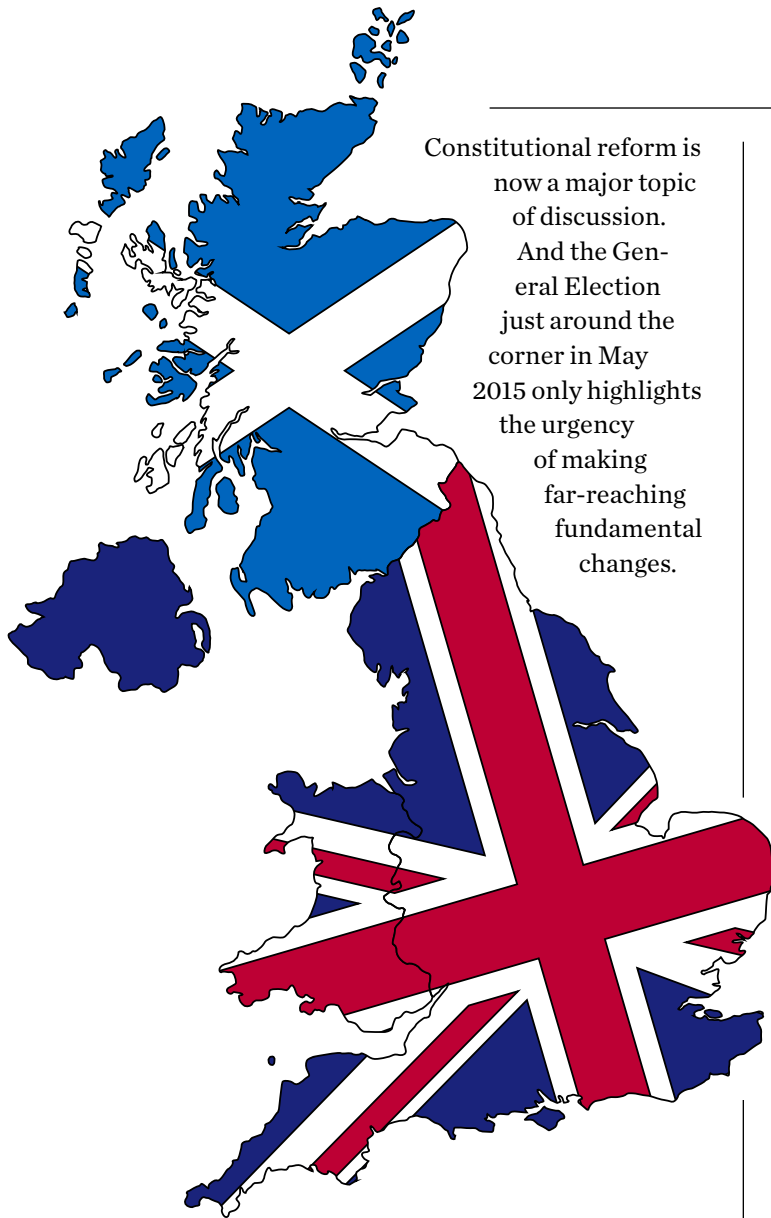 Constitutional reform is
now a major topic
of discussion.
And the Gen-
eral Election
just around the
corner in May
2015 only highlights
the urgency
of making
far-reaching
fundamental
changes.